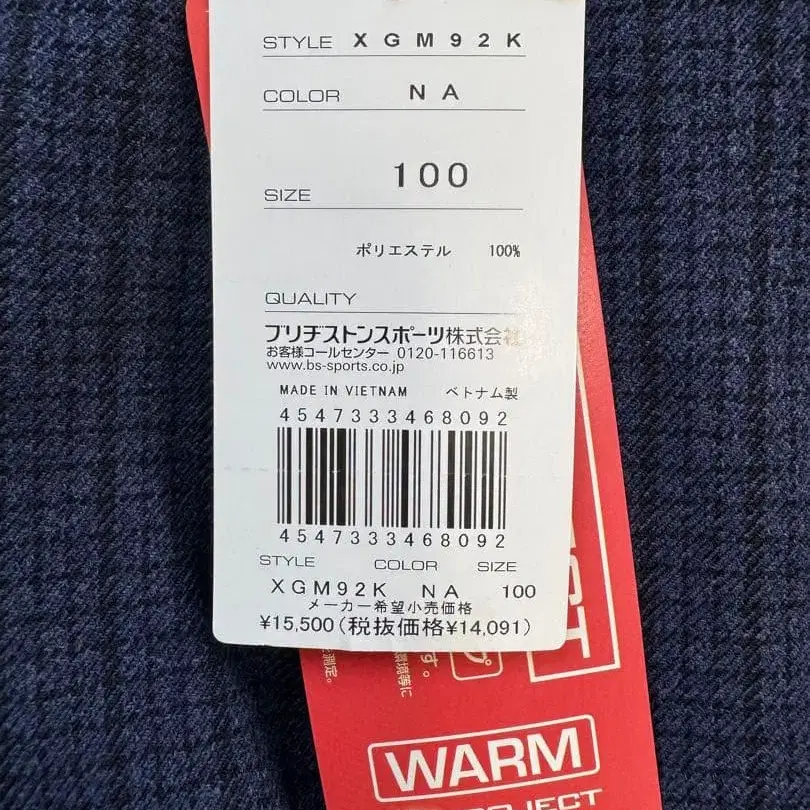 STYLE XGM92K
COLOR NA
SIZE 100
ポリエステル 100%
QUALITY
ブリヂストンスポーツ株式会社
お客様コールセンター 0120-116613
www.bs-sports.co.jp
MADE IN VIETNAM ベトナム製
4547333468092
4547333468092
STYLE COLOR SIZE
XGM92K NA 100
メーカー希望小売価格
¥15,500(税抜価格¥14,091)
WARM